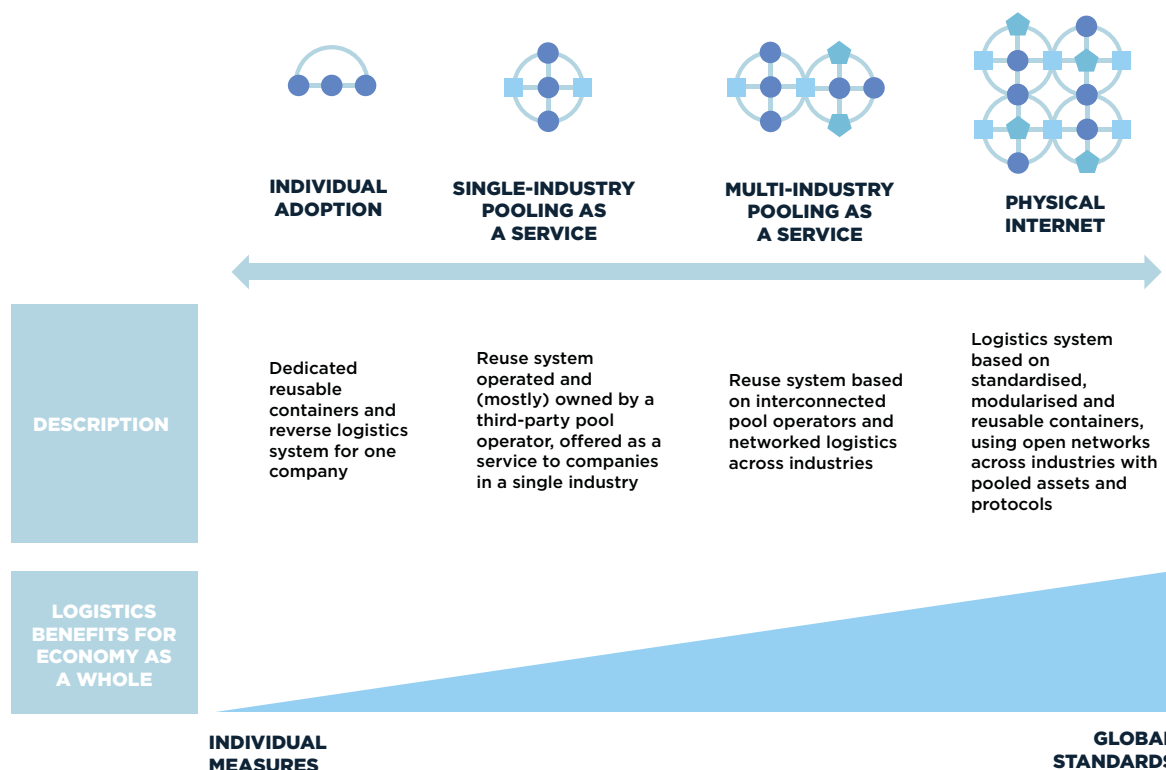 INDIVIDUAL
ADOPTION
SINGLE-INDUSTRY
POOLING AS
A SERVICE
MULTI-INDUSTRY
POOLING AS
A SERVICE
PHYSICAL
INTERNET
DESCRIPTION
Dedicated
reusable
containers and
reverse logistics
system for one
company
Reuse system
operated and
(mostly) owned by a
third-party pool
operator, offered as a
service to companies
in a single industry
Reuse system based
on interconnected
pool operators and
networked logistics
across industries
Logistics system
based on
standardised,
modularised and
reusable containers,
using open networks
across industries with
pooled assets and
protocols
LOGISTICS
BENEFITS FOR
ECONOMY AS
A WHOLE
INDIVIDUAL
MEASURES
GLOBAL
STANDARDS